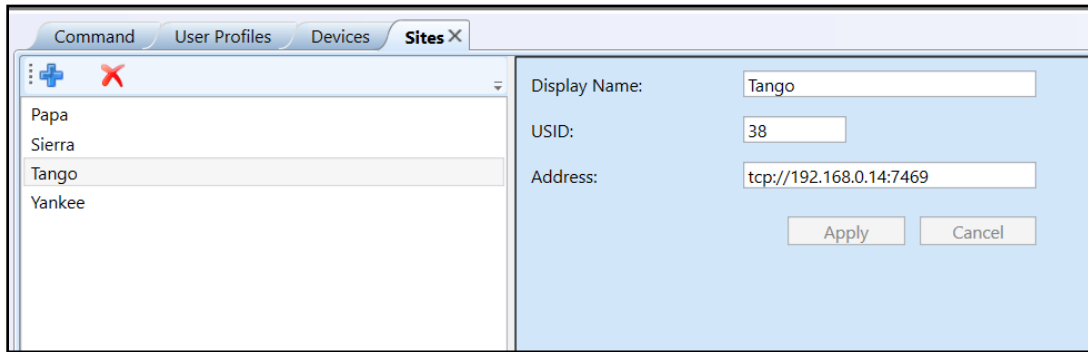 Command User Profiles Devices Sites
Papa
Sierra
Tango
Yankee
Display Name: Tango
USID: 38
Address: tcp://192.168.0.14:7469
Apply Cancel